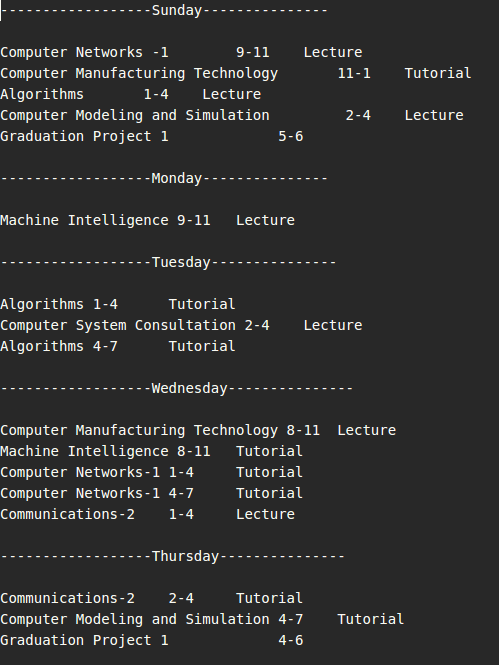 ------------------Sunday---------------
Computer Networks -1        9-11    Lecture
Computer Manufacturing Technology       11-1    Tutorial
Algorithms       1-4    Lecture
Computer Modeling and Simulation         2-4    Lecture
Graduation Project 1             5-6
------------------Monday---------------
Machine Intelligence 9-11   Lecture
------------------Tuesday---------------
Algorithms 1-4      Tutorial
Computer System Consultation 2-4    Lecture
Algorithms 4-7      Tutorial
------------------Wednesday---------------
Computer Manufacturing Technology 8-11  Lecture
Machine Intelligence 8-11   Tutorial
Computer Networks-1 1-4     Tutorial
Computer Networks-1 4-7     Tutorial
Communications-2    1-4     Lecture
------------------Thursday---------------
Communications-2    2-4     Tutorial
Computer Modeling and Simulation 4-7    Tutorial
Graduation Project 1             4-6